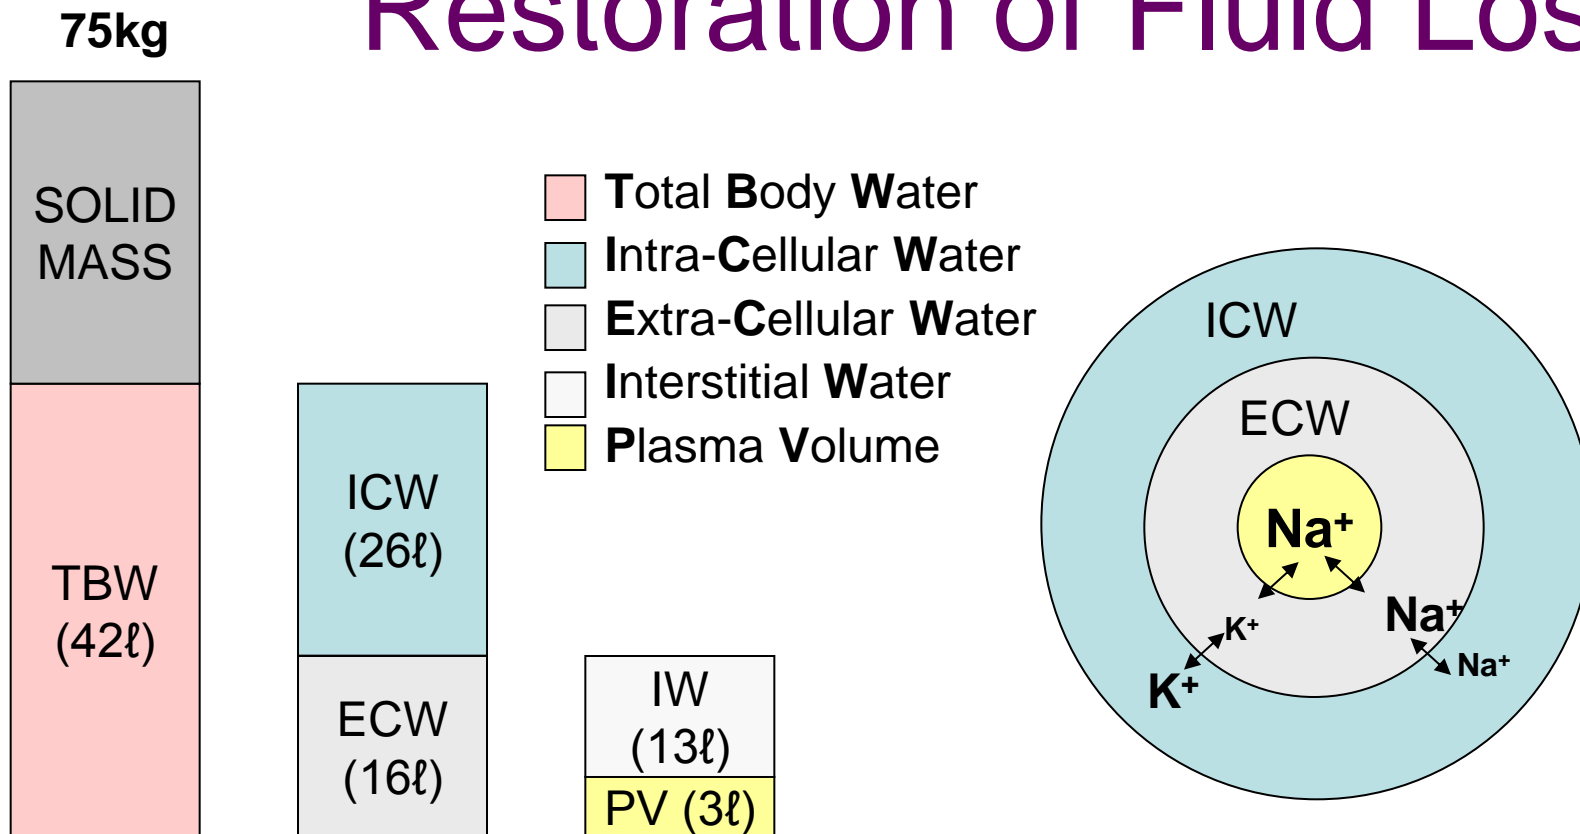 75kg
Restoration of Fluid Los
SOLID
MASS
TBW
(42ℓ)
ICW
(26ℓ)
ECW
(16ℓ)
Total Body Water
Intra-Cellular Water
Extra-Cellular Water
Interstitial Water
Plasma Volume
IW
(13ℓ)
PV (3ℓ)
ICW
ECW
Na⁺
K⁺
Na⁺
K⁺
Na⁺